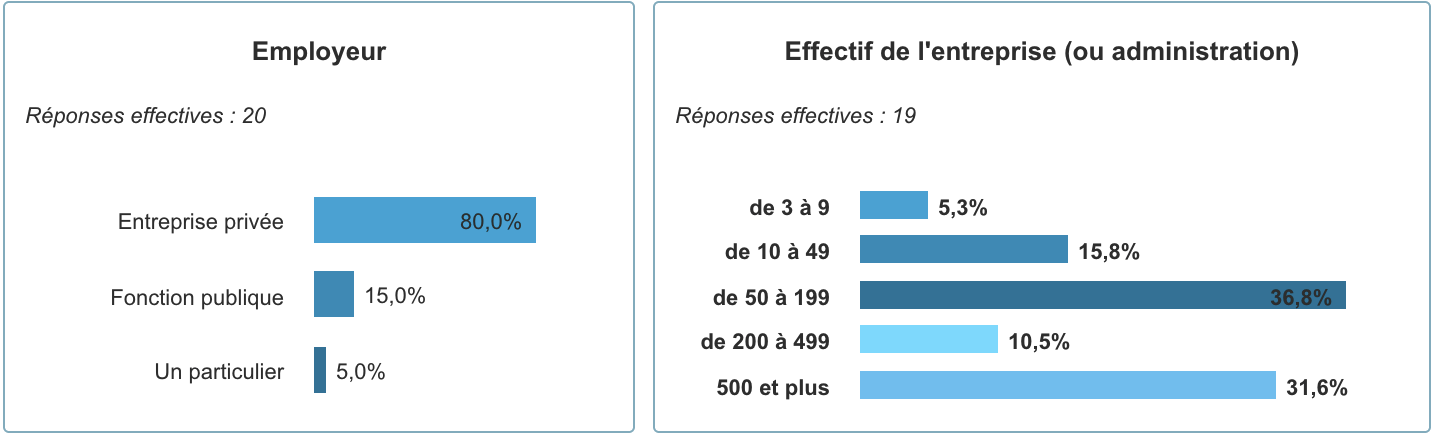 Employeur
Réponses effectives : 20
Entreprise privée 80,0%
Fonction publique 15,0%
Un particulier 5,0%
Effectif de l'entreprise (ou administration)
Réponses effectives : 19
de 3 à 9 5,3%
de 10 à 49 15,8%
de 50 à 199 36,8%
de 200 à 499 10,5%
500 et plus 31,6%